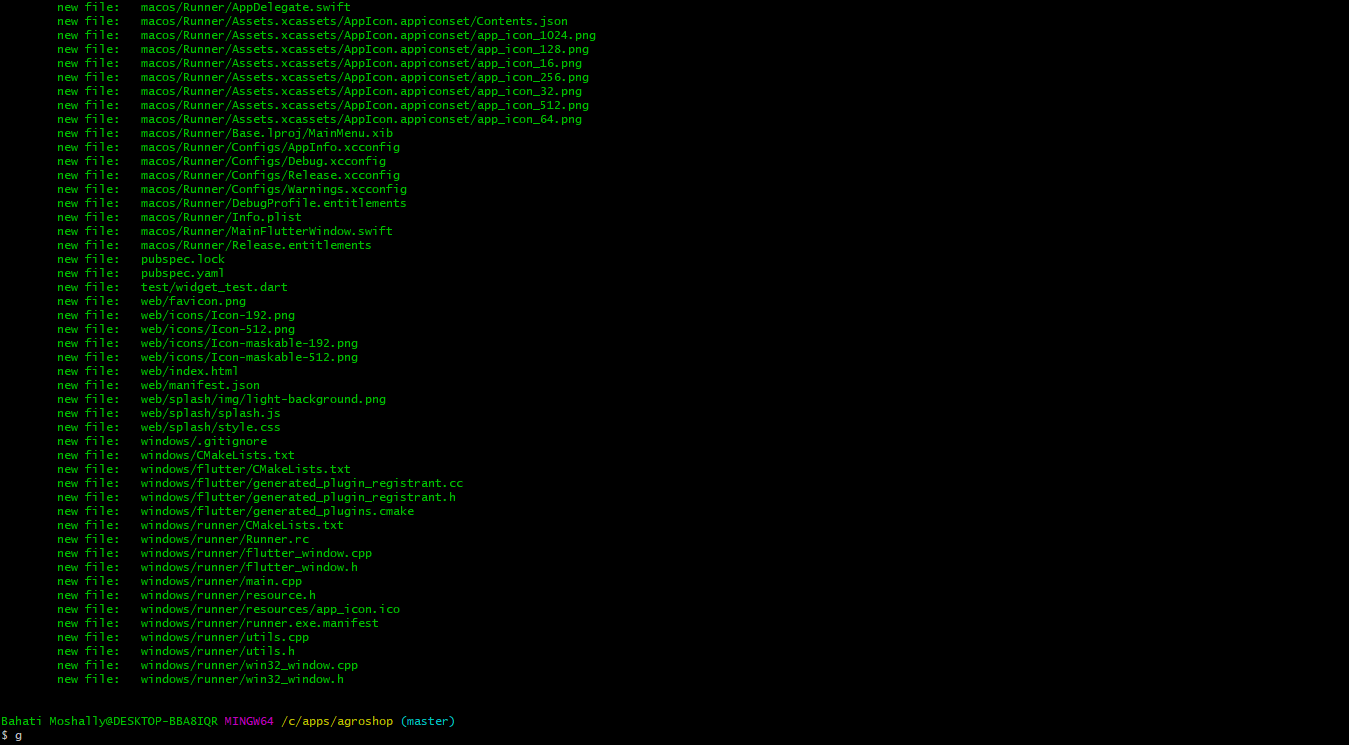 new file:   macos/Runner/AppDelegate.swift
new file:   macos/Runner/Assets.xcassets/AppIcon.appiconset/Contents.json
new file:   macos/Runner/Assets.xcassets/AppIcon.appiconset/app_icon_1024.png
new file:   macos/Runner/Assets.xcassets/AppIcon.appiconset/app_icon_128.png
new file:   macos/Runner/Assets.xcassets/AppIcon.appiconset/app_icon_16.png
new file:   macos/Runner/Assets.xcassets/AppIcon.appiconset/app_icon_256.png
new file:   macos/Runner/Assets.xcassets/AppIcon.appiconset/app_icon_32.png
new file:   macos/Runner/Assets.xcassets/AppIcon.appiconset/app_icon_512.png
new file:   macos/Runner/Assets.xcassets/AppIcon.appiconset/app_icon_64.png
new file:   macos/Runner/Base.lproj/MainMenu.xib
new file:   macos/Runner/Configs/AppInfo.xcconfig
new file:   macos/Runner/Configs/Debug.xcconfig
new file:   macos/Runner/Configs/Release.xcconfig
new file:   macos/Runner/Configs/Warnings.xcconfig
new file:   macos/Runner/DebugProfile.entitlements
new file:   macos/Runner/Info.plist
new file:   macos/Runner/MainFlutterWindow.swift
new file:   macos/Runner/Release.entitlements
new file:   pubspec.lock
new file:   pubspec.yaml
new file:   test/widget_test.dart
new file:   web/favicon.png
new file:   web/icons/Icon-192.png
new file:   web/icons/Icon-512.png
new file:   web/icons/Icon-maskable-192.png
new file:   web/icons/Icon-maskable-512.png
new file:   web/index.html
new file:   web/manifest.json
new file:   web/splash/img/light-background.png
new file:   web/splash/splash.js
new file:   web/splash/style.css
new file:   windows/.gitignore
new file:   windows/CMakeLists.txt
new file:   windows/flutter/CMakeLists.txt
new file:   windows/flutter/generated_plugin_registrant.cc
new file:   windows/flutter/generated_plugin_registrant.h
new file:   windows/flutter/generated_plugins.cmake
new file:   windows/runner/CMakeLists.txt
new file:   windows/runner/Runner.rc
new file:   windows/runner/flutter_window.cpp
new file:   windows/runner/flutter_window.h
new file:   windows/runner/main.cpp
new file:   windows/runner/resource.h
new file:   windows/runner/resources/app_icon.ico
new file:   windows/runner/runner.exe.manifest
new file:   windows/runner/utils.cpp
new file:   windows/runner/utils.h
new file:   windows/runner/win32_window.cpp
new file:   windows/runner/win32_window.h
Bahati Moshally@DESKTOP-BBA8IQR MINGW64 /c/apps/agroshop (master)
$ g